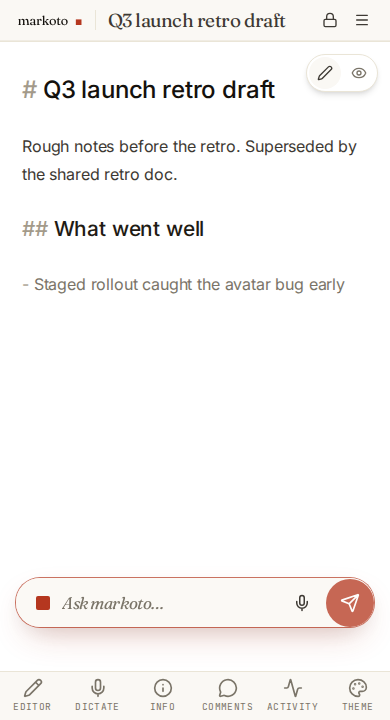 markoto
Q3 launch retro draft
# Q3 launch retro draft
Rough notes before the retro. Superseded by
the shared retro doc.
## What went well
- Staged rollout caught the avatar bug early
Ask markoto...
EDITOR DICTATE INFO COMMENTS ACTIVITY THEME